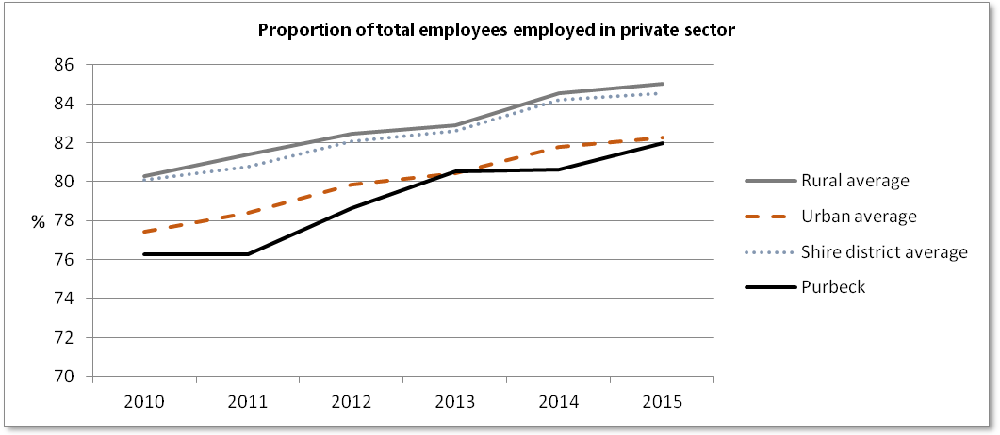 Proportion of total employees employed in private sector
86
84
82
80
78
76
74
72
70
%
2010 2011 2012 2013 2014 2015
Rural average
Urban average
Shire district average
Purbeck